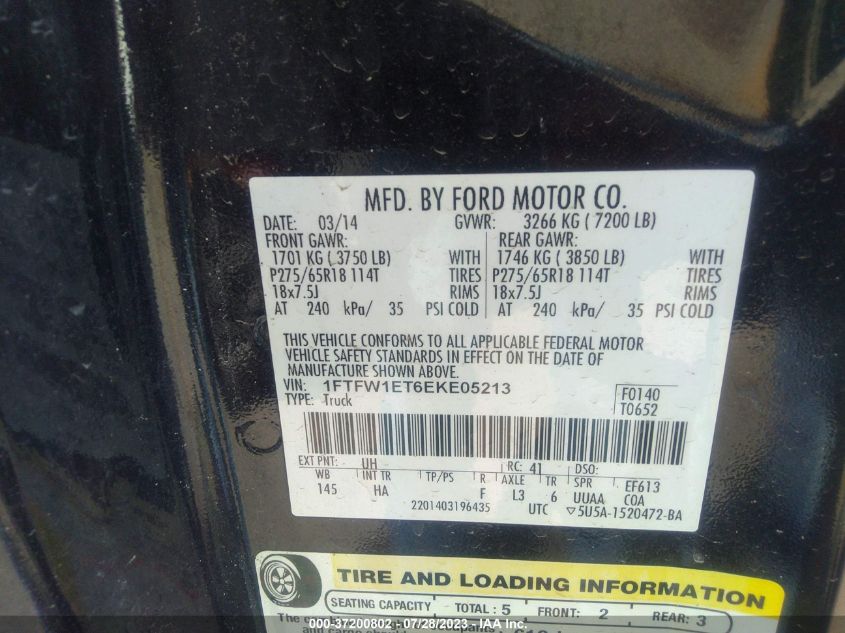 MFD. BY FORD MOTOR CO.
DATE: 03/14 GVWR: 3266 KG ( 7200 LB)
FRONT GAWR: REAR GAWR:
1701 KG ( 3750 LB) WITH 1746 KG ( 3850 LB) WITH
P275/65R18 114T TIRES P275/65R18 114T TIRES
18x7.5J RIMS 18x7.5J RIMS
AT 240 kPa/ 35 PSI COLD AT 240 kPa/ 35 PSI COLD
THIS VEHICLE CONFORMS TO ALL APPLICABLE FEDERAL MOTOR
VEHICLE SAFETY STANDARDS IN EFFECT ON THE DATE OF
MANUFACTURE SHOWN ABOVE.
VIN: 1FTFW1ET6EKE05213 F0140
TYPE: Truck T0652
EXT PNT: UH RC: 41 DSO:
WB INT TR TP/PS R AXLE TR SPR EF613
145 HA F L3 6 UUAA COA
2201403196435 UTC ▽5U5A-1520472-BA
TIRE AND LOADING INFORMATION
SEATING CAPACITY TOTAL : 5 FRONT: 2 REAR: 3
000-37200802 - 07/28/2023 - IAA Inc.